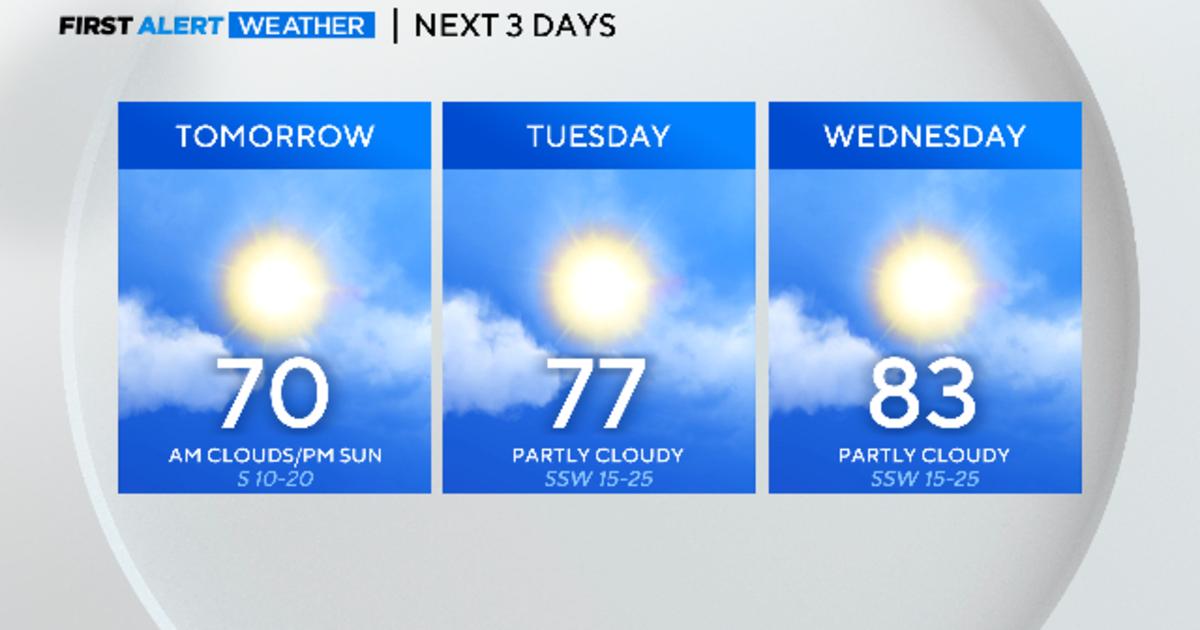 FIRST ALERT WEATHER | NEXT 3 DAYS
TOMORROW
70
AM CLOUDS/PM SUN
S 10-20
TUESDAY
77
PARTLY CLOUDY
SSW 15-25
WEDNESDAY
83
PARTLY CLOUDY
SSW 15-25